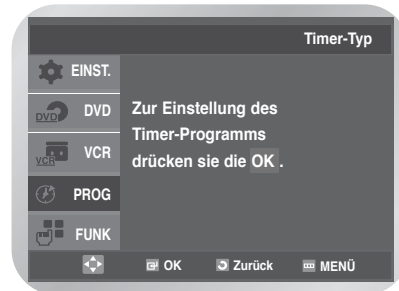 Timer-Typ
EINST.
DVD DVD
VCR VCR
PROG
FUNK
Zur Einstellung des
Timer-Programms
drücken sie die OK .
OK Zurück MENÜ